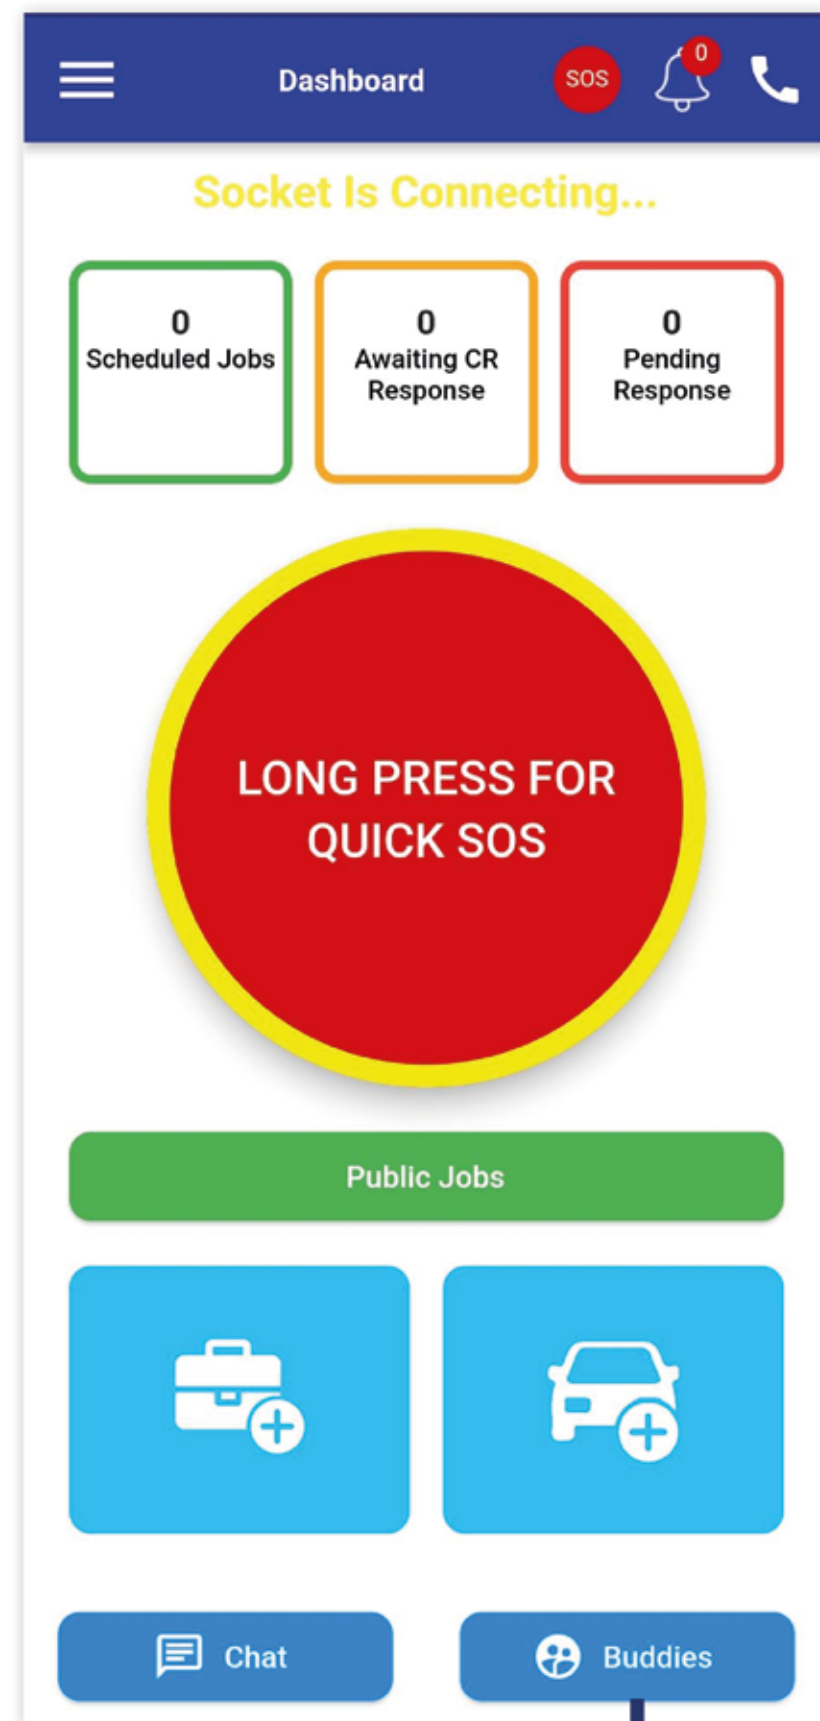 Dashboard
SOS
0
Socket Is Connecting...
0
Scheduled Jobs
0
Awaiting CR
Response
0
Pending
Response
LONG PRESS FOR
QUICK SOS
Public Jobs
Chat
Buddies